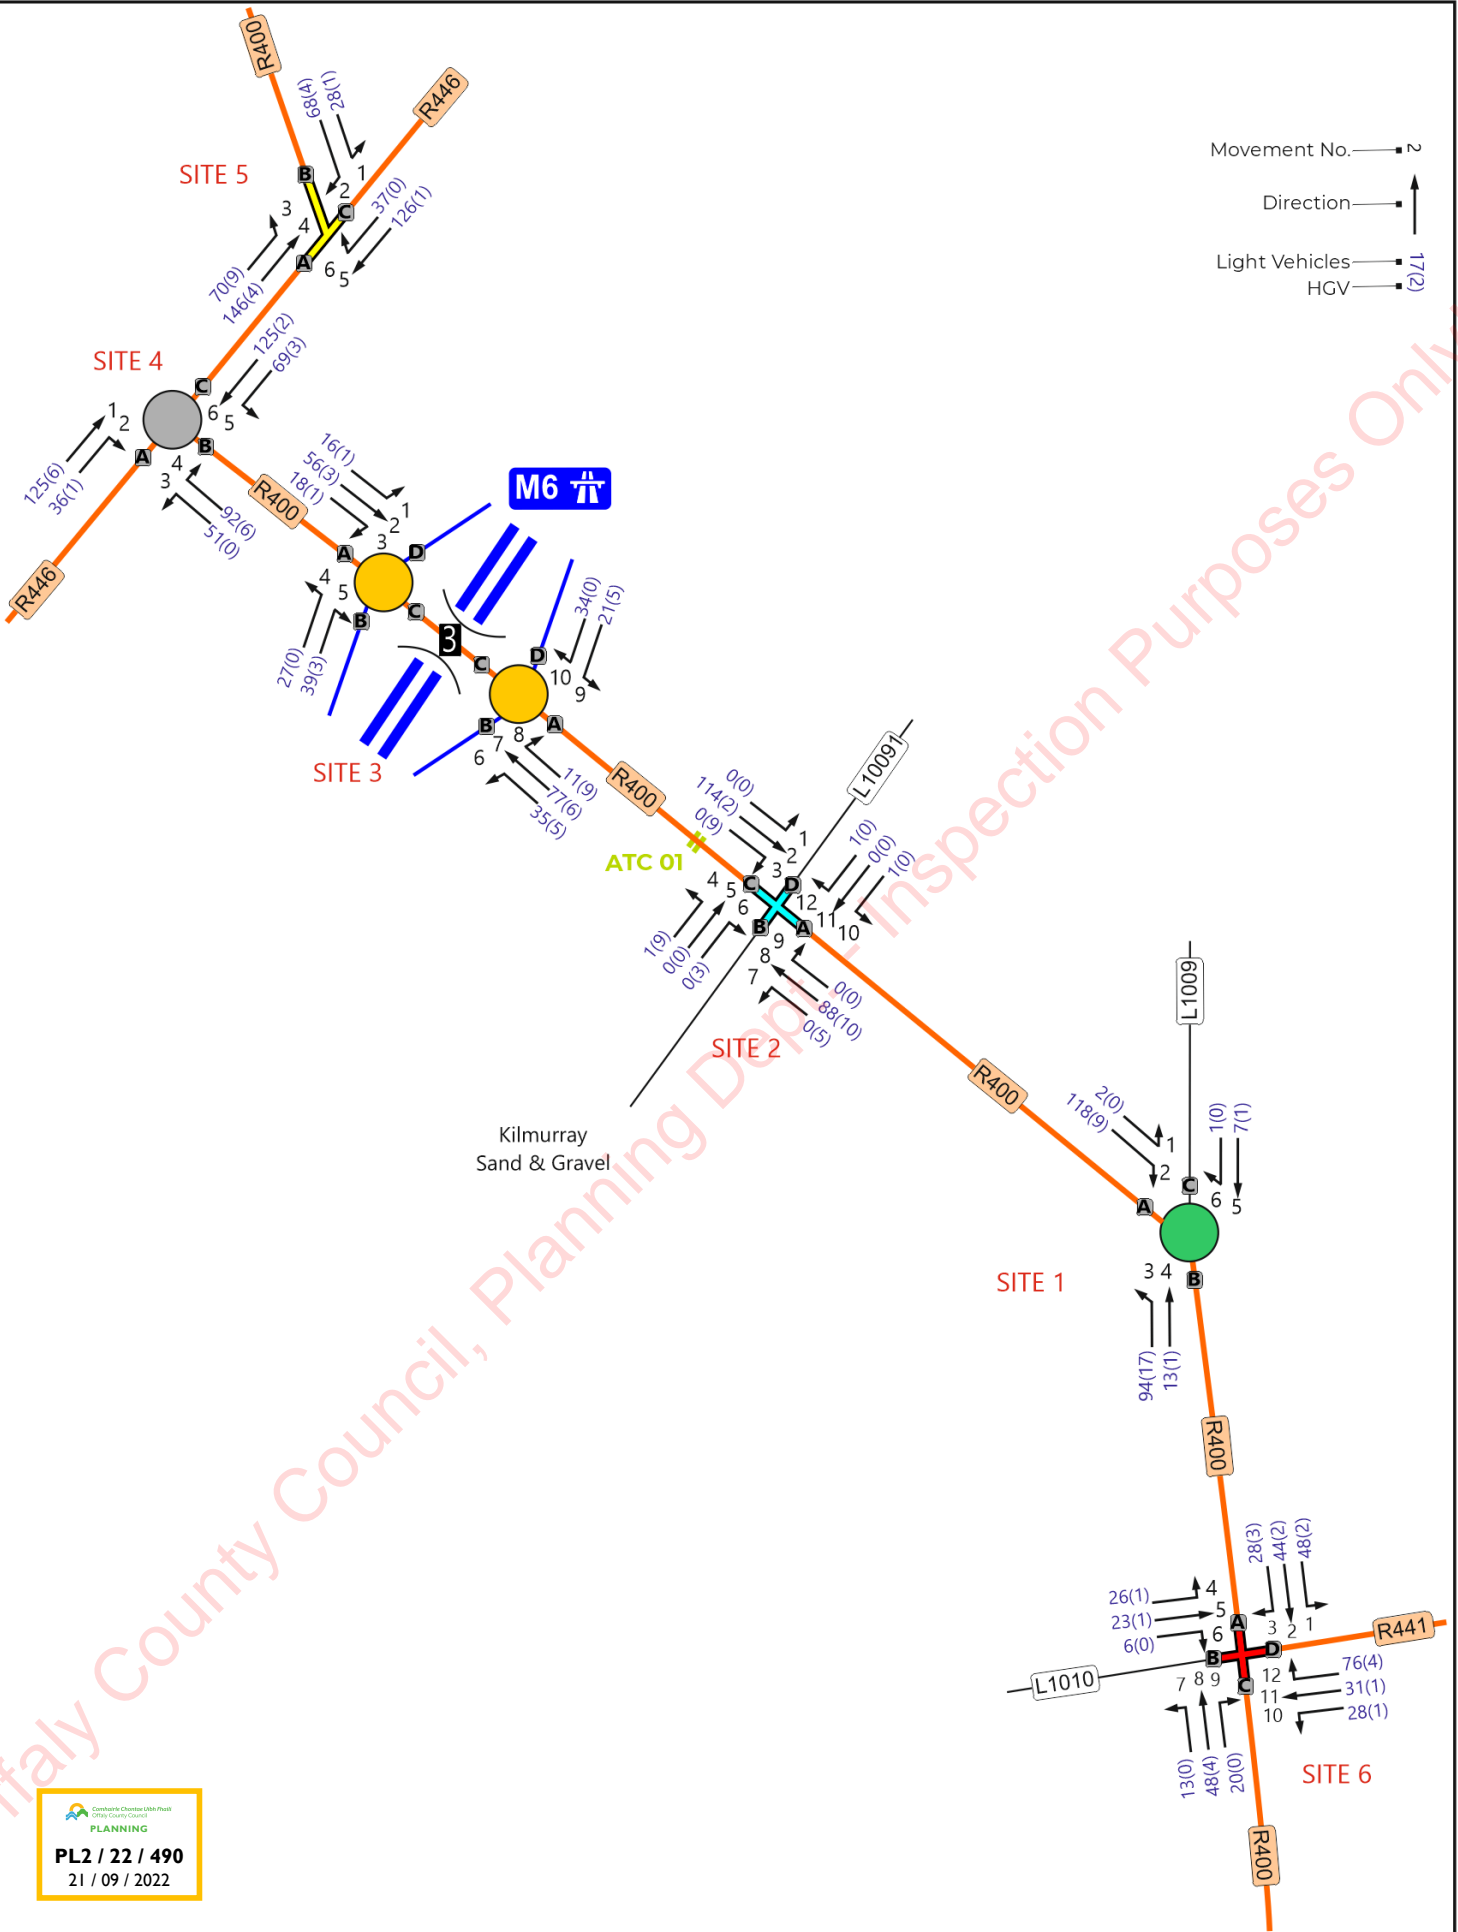 R400
R446
68(4)
28(1)
SITE 5
B
1
2
C
37(0)
126(1)
3
4
A
6
5
70(9)
146(4)
Movement No.
2
Direction
Light Vehicles
HGV
17(2)
SITE 4
125(2)
69(3)
C
6
5
1
2
A
B
4
3
125(6)
36(1)
92(6)
51(0)
R446
R400
16(1)
56(3)
18(1)
1
2
3
M6
A
D
4
5
B
C
27(0)
39(3)
3
34(0)
21(5)
C
D
10
9
B
A
6
7
8
SITE 3
11(9)
77(6)
35(5)
R400
L10091
ATC 01
0(0)
114(2)
0(9)
1
2
3
1(0)
0(0)
1(0)
4
5
6
C
D
12
11
10
B
A
9
8
7
1(9)
0(0)
0(3)
0(0)
88(10)
0(5)
SITE 2
Kilmurray
Sand & Gravel
R400
L1009
2(0)
118(9)
1
2
1(0)
7(1)
C
6
5
A
SITE 1
3
4
B
94(17)
13(1)
R400
28(3)
44(2)
48(2)
26(1)
23(1)
6(0)
4
5
6
A
3
2
1
R441
B
D
L1010
7
8
9
C
12
11
10
76(4)
31(1)
28(1)
13(0)
48(4)
20(0)
SITE 6
R400
Comhairle Chontae Uíbh Fhailí
Offaly County Council
PLANNING
PL2 / 22 / 490
21 / 09 / 2022
ffaly County Council, Planning Dept. - Inspection Purposes Only